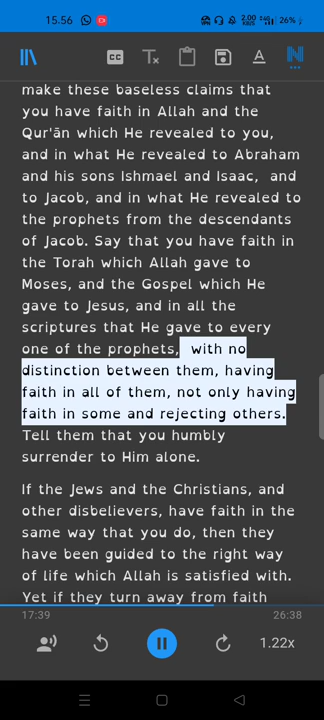 15.56
2.00
KB/S
26%
CC
make these baseless claims that
you have faith in Allah and the
Qur'ān which He revealed to you,
and in what He revealed to Abraham
and his sons Ishmael and Isaac, and
to Jacob, and in what He revealed to
the prophets from the descendants
of Jacob. Say that you have faith in
the Torah which Allah gave to
Moses, and the Gospel which He
gave to Jesus, and in all the
scriptures that He gave to every
one of the prophets, with no
distinction between them, having
faith in all of them, not only having
faith in some and rejecting others.
Tell them that you humbly
surrender to Him alone.
If the Jews and the Christians, and
other disbelievers, have faith in the
same way that you do, then they
have been guided to the right way
of life which Allah is satisfied with.
Yet if they turn away from faith
17:39
26:38
1.22x